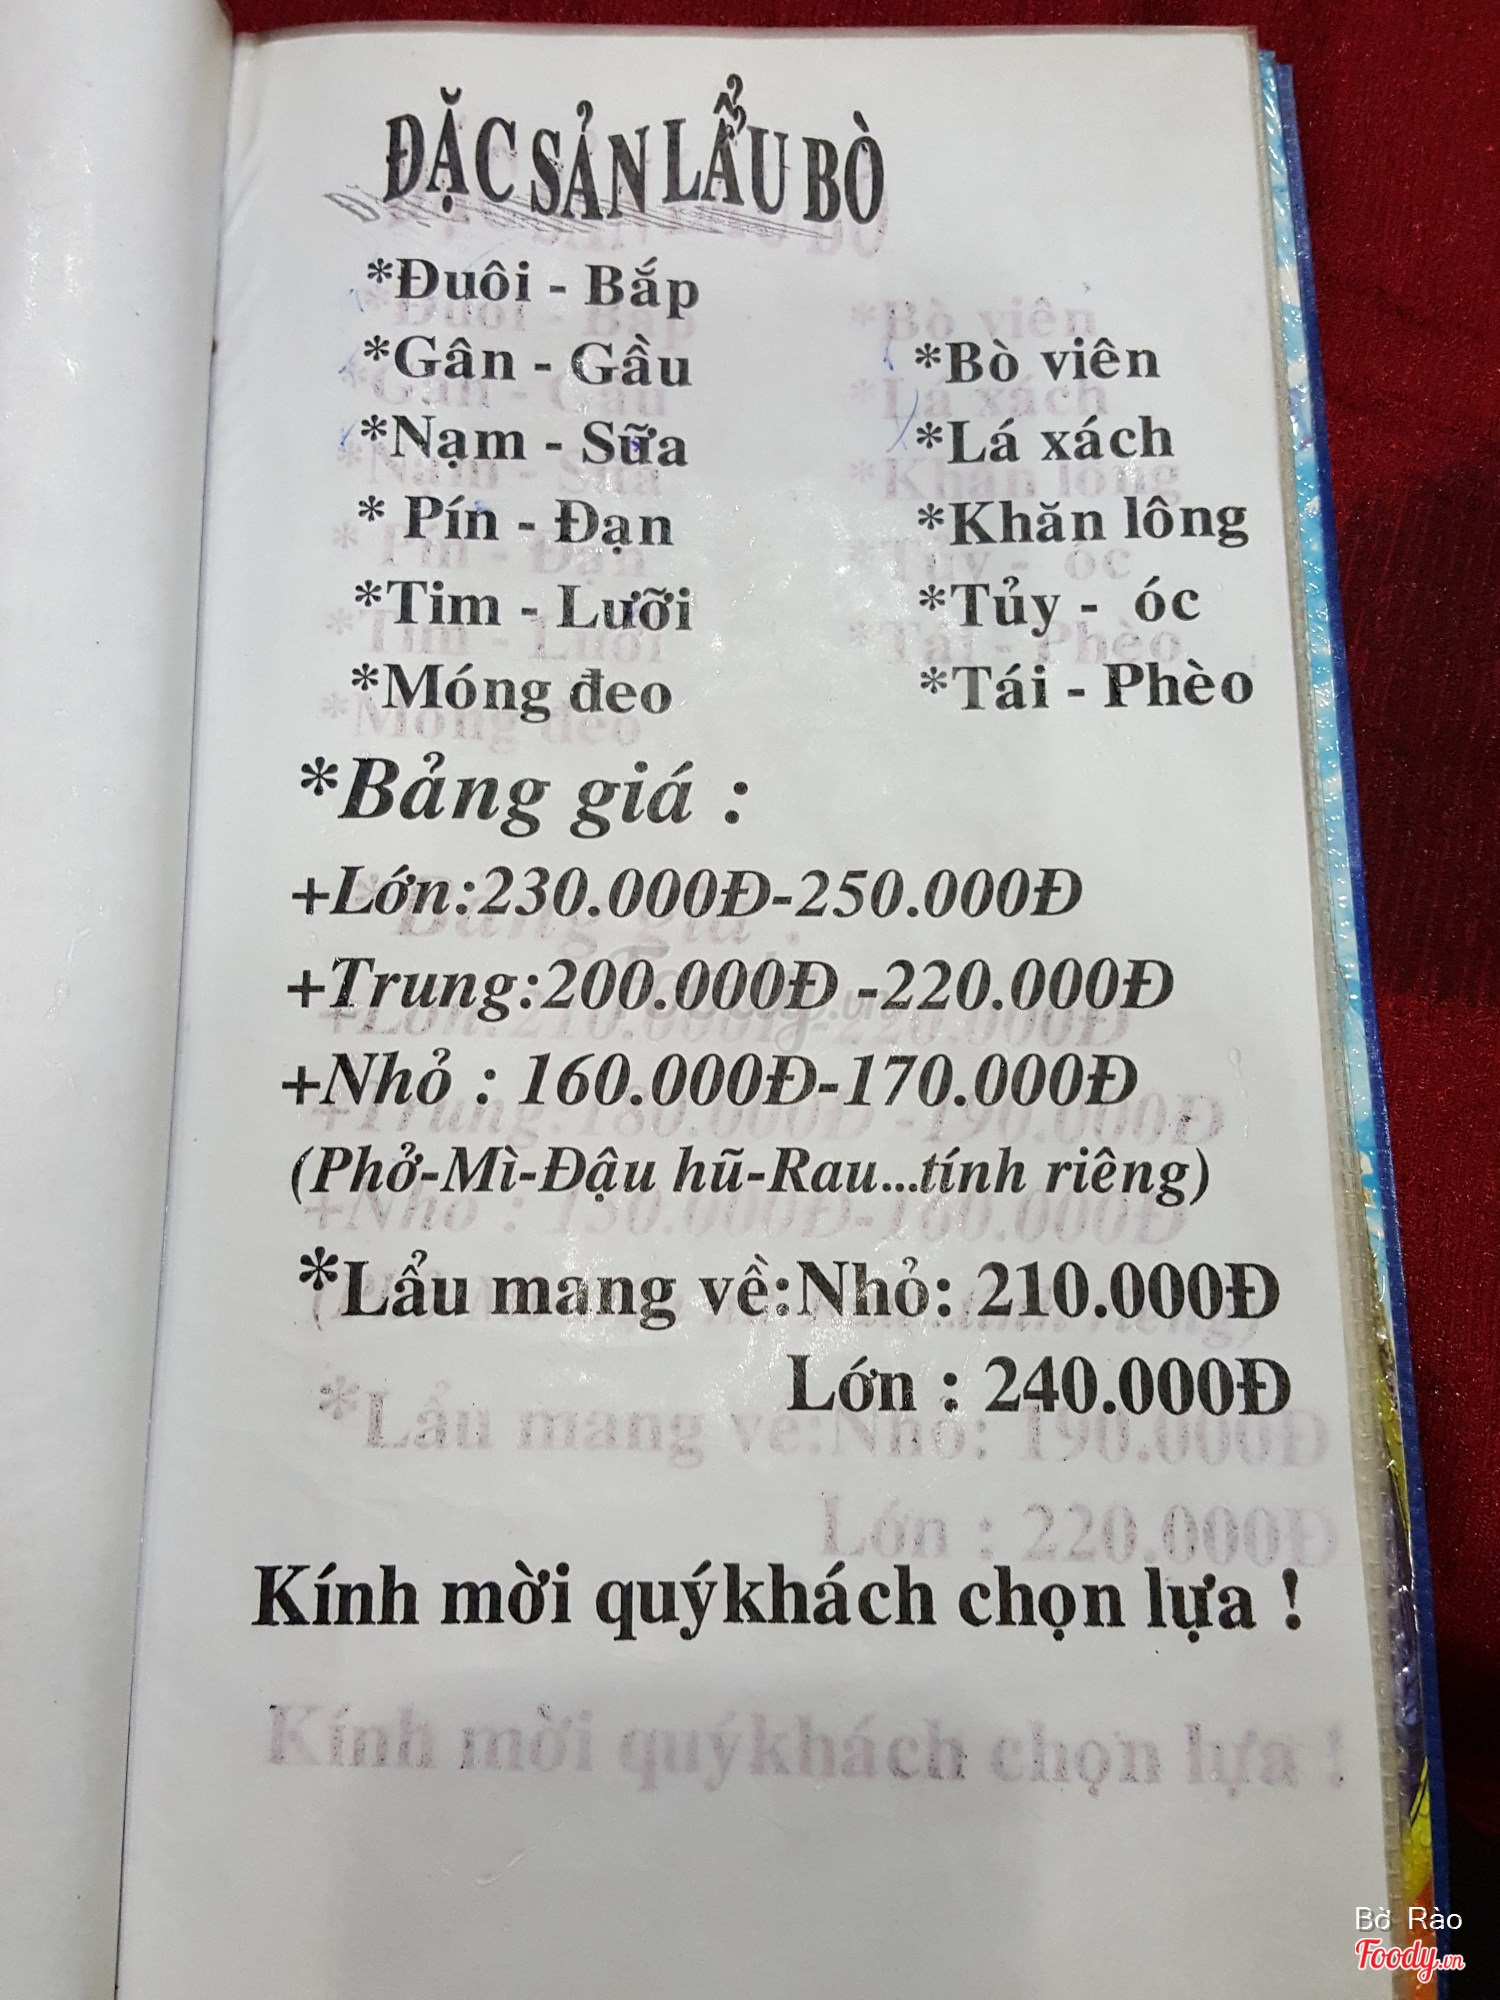 ĐẶC SẢN LẨU BÒ
*Đuôi - Bắp
*Gân - Gầu
*Nạm - Sữa
* Pín - Đạn
*Tim - Lưỡi
*Móng đeo
*Bò viên
*Lá xách
*Khăn lông
*Tủy - óc
*Tái - Phèo
*Bảng giá :
+Lớn:230.000Đ-250.000Đ
+Trung:200.000Đ -220.000Đ
+Nhỏ : 160.000Đ-170.000Đ
(Phở-Mì-Đậu hũ-Rau...tính riêng)
*Lẩu mang về:Nhỏ: 210.000Đ
Lớn : 240.000Đ
Kính mời quýkhách chọn lựa !
Bờ Rào
Foody.vn